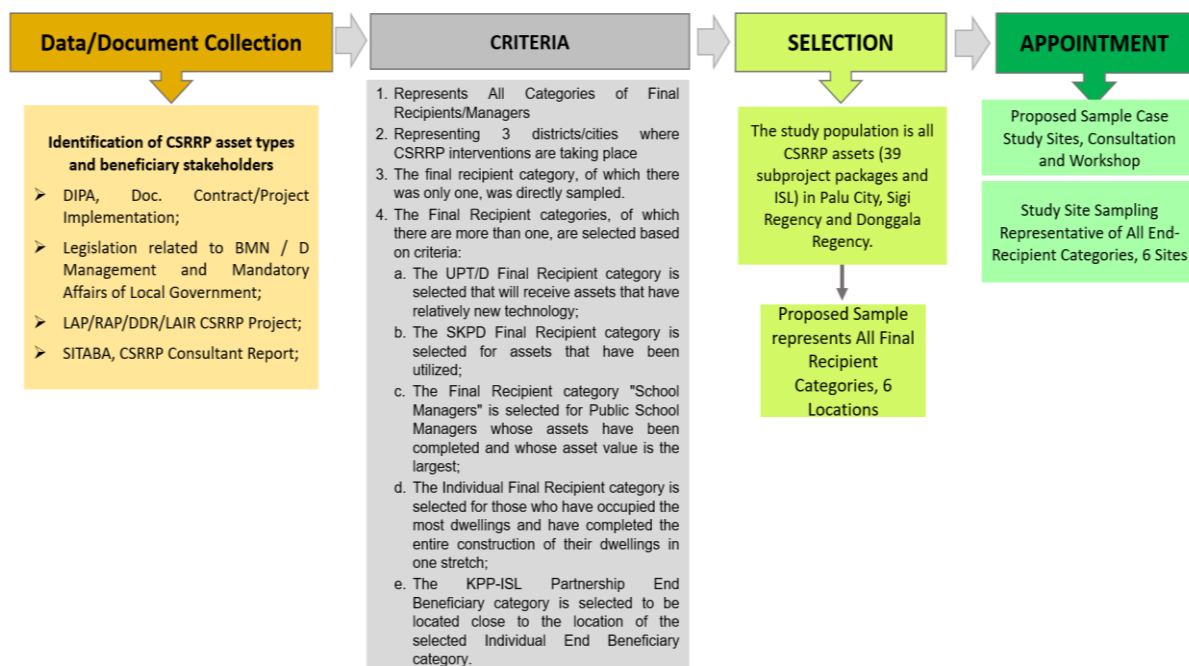 Data/Document Collection
Identification of CSRRP asset types
and beneficiary stakeholders
➤ DIPA, Doc. Contract/Project
Implementation;
➤ Legislation related to BMN / D
Management and Mandatory
Affairs of Local Government;
➤ LAP/RAP/DDR/LAIR CSRRP Project;
➤ SITABA, CSRRP Consultant Report;
CRITERIA
1. Represents All Categories of Final
Recipients/Managers
2. Representing 3 districts/cities where
CSRRP interventions are taking place
3. The final recipient category, of which there
was only one, was directly sampled.
4. The Final Recipient categories, of which
there are more than one, are selected based
on criteria:
a. The UPT/D Final Recipient category is
selected that will receive assets that have
relatively new technology;
b. The SKPD Final Recipient category is
selected for assets that have been
utilized;
c. The Final Recipient category "School
Managers" is selected for Public School
Managers whose assets have been
completed and whose asset value is the
largest;
d. The Individual Final Recipient category is
selected for those who have occupied the
most dwellings and have completed the
entire construction of their dwellings in
one stretch;
e. The KPP-ISL Partnership End
Beneficiary category is selected to be
located close to the location of the
selected Individual End Beneficiary
category.
SELECTION
The study population is all
CSRRP assets (39
subproject packages and
ISL) in Palu City, Sigi
Regency and Donggala
Regency.
Proposed Sample
represents All Final
Recipient
Categories, 6
Locations
APPOINTMENT
Proposed Sample Case
Study Sites, Consultation
and Workshop
Study Site Sampling
Representative of All End-
Recipient Categories, 6 Sites